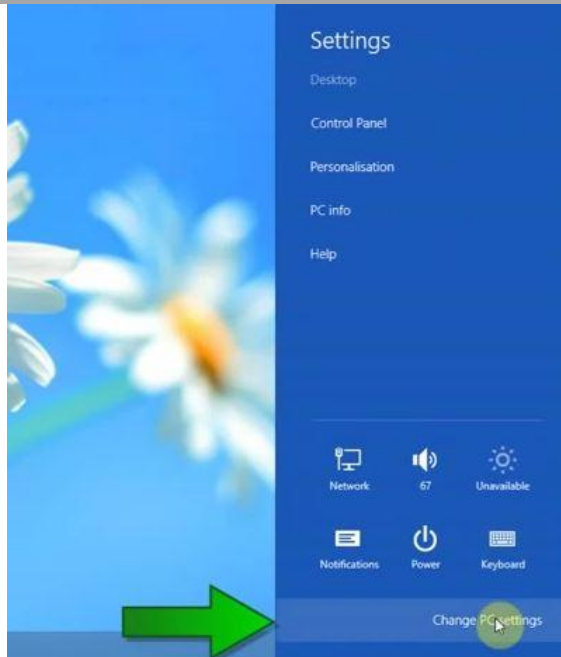 Settings
Desktop
Control Panel
Personalisation
PC info
Help
Network
67
Unavailable
Notifications
Power
Keyboard
Change PC settings